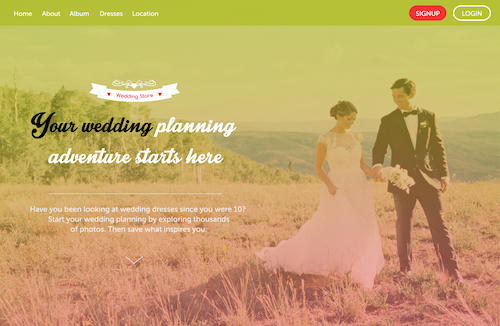 Home About Album Dresses Location SIGNUP LOGIN
Wedding Store
Your wedding planning
adventure starts here
Have you been looking at wedding dresses since you were 10?
Start your wedding planning by exploring thousands
of photos. Then save what inspires you.